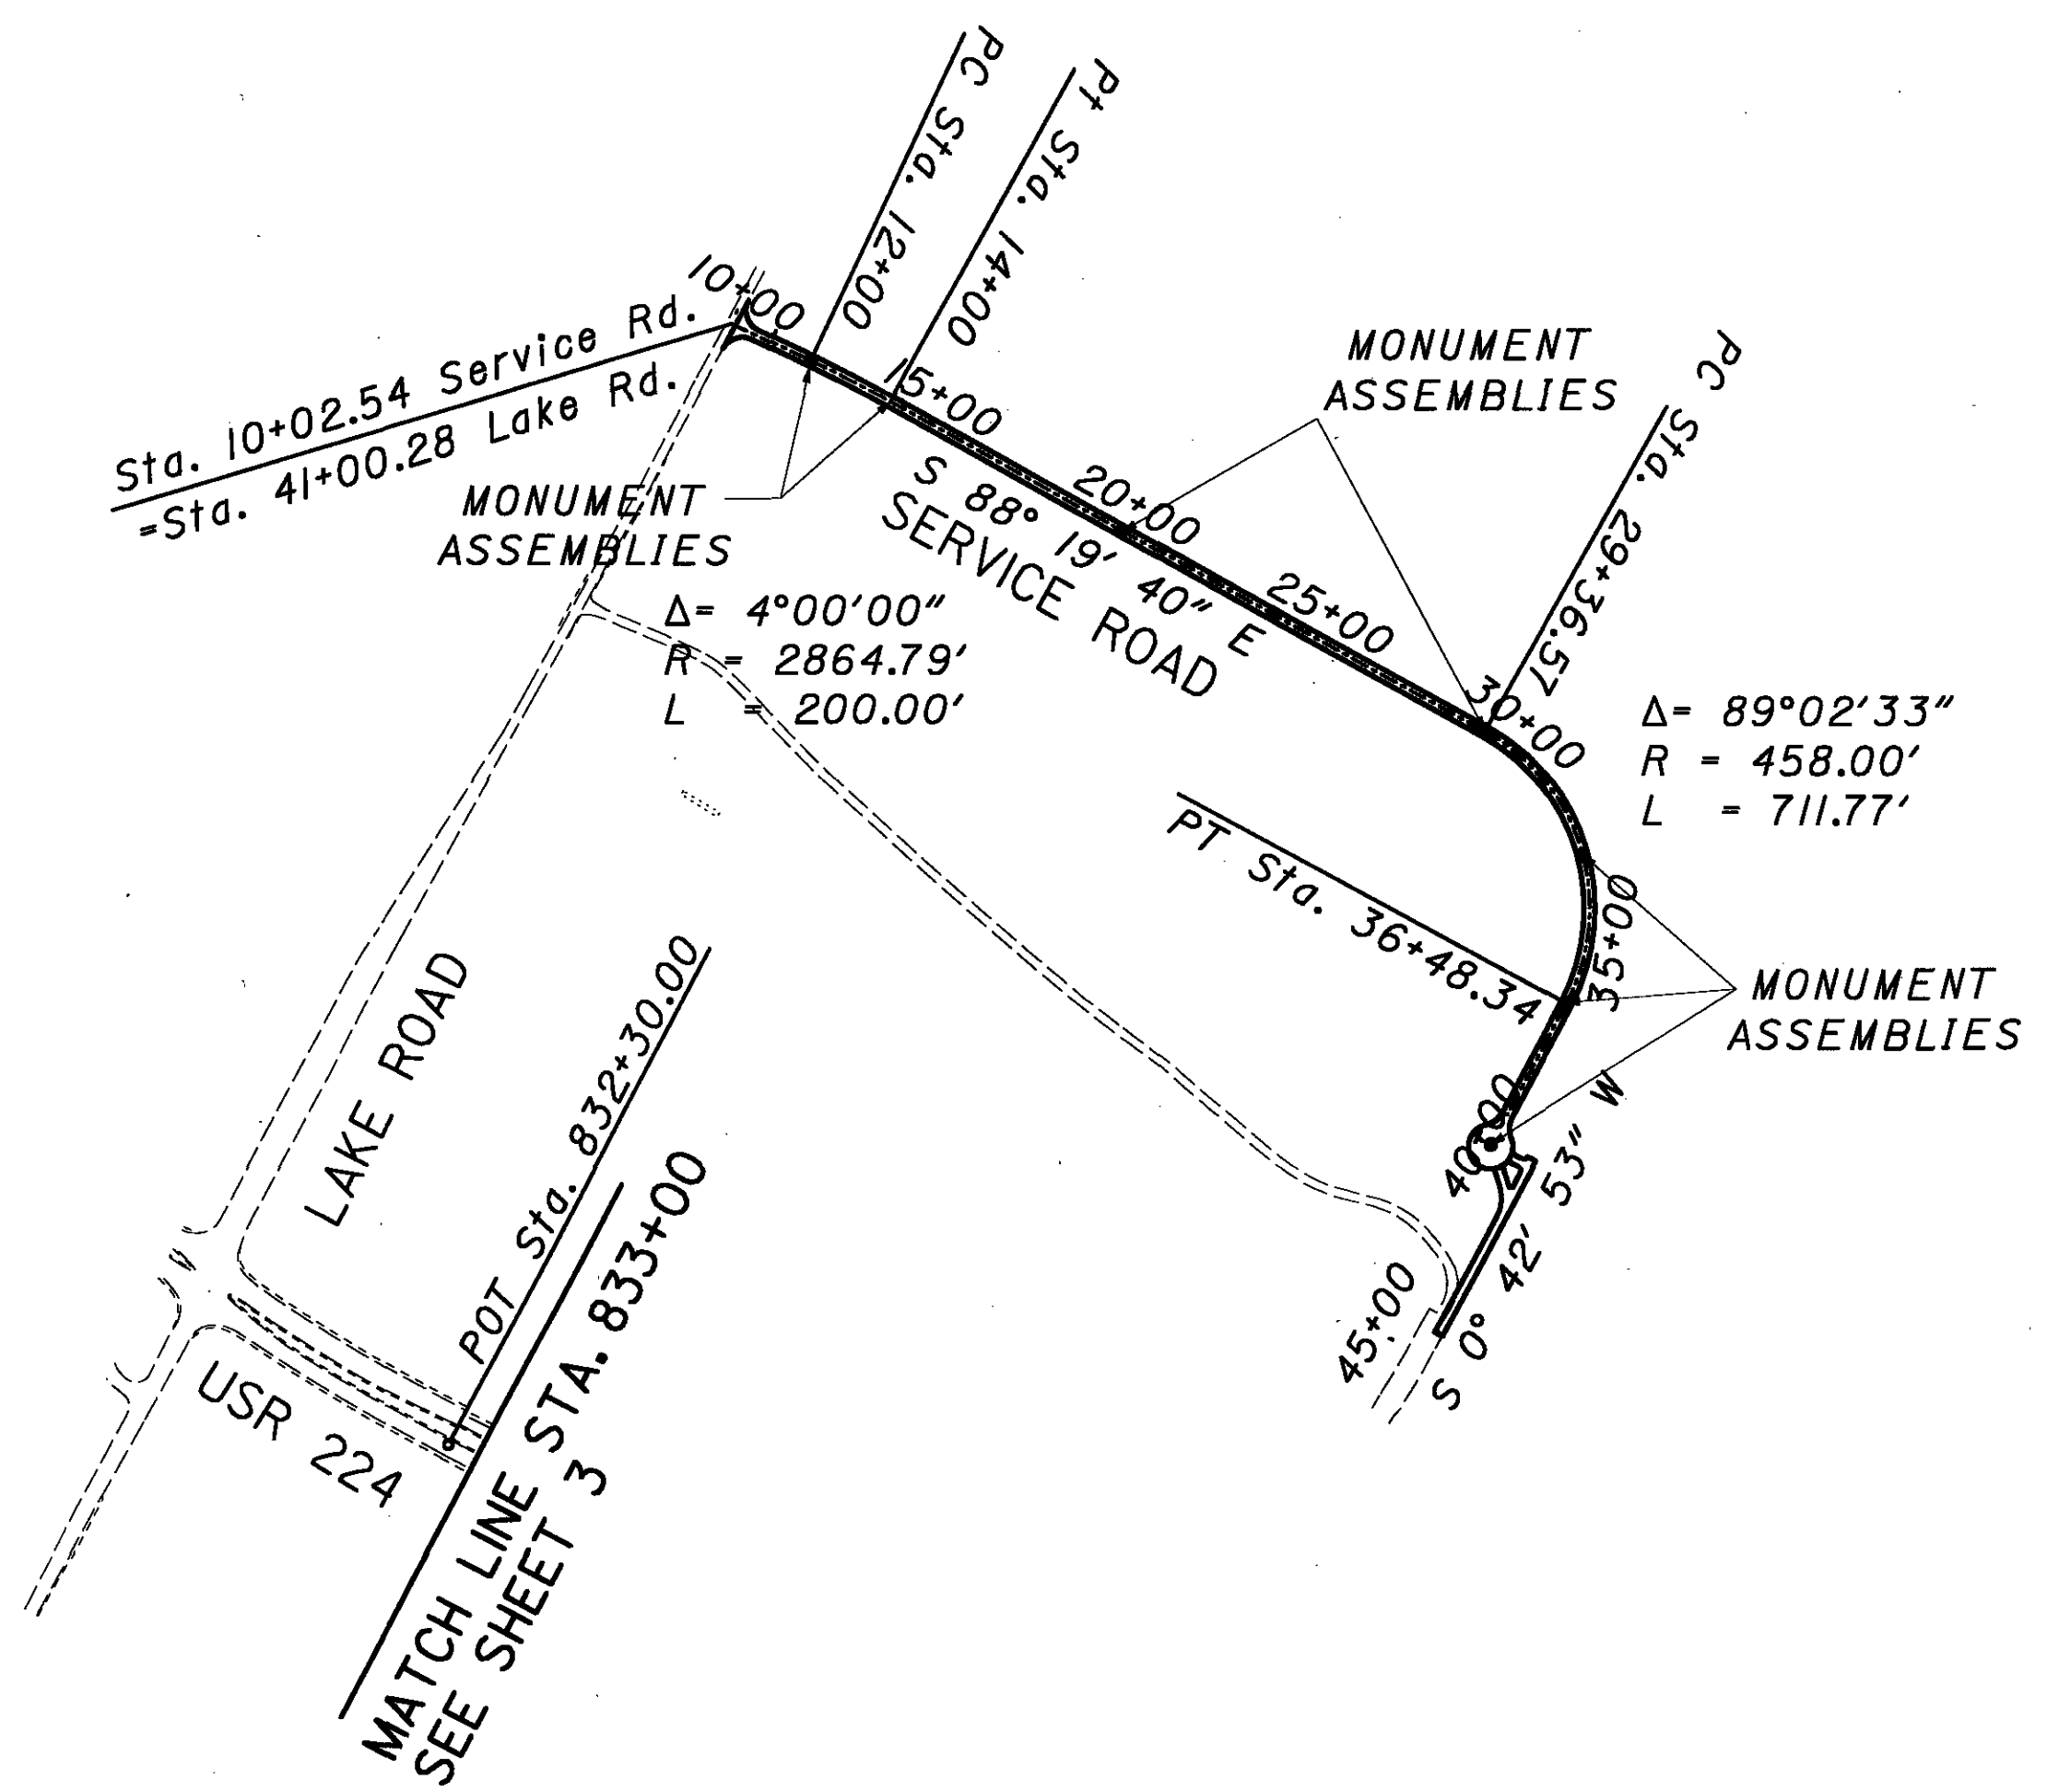 PC Sta. 12+00
Pt Sta. 14+00
10+00
Sta. 10+02.54 Service Rd.
=Sta. 41+00.28 Lake Rd.
MONUMENT
ASSEMBLIES
15+00
20+00
25+00
30+00
S 88° 19' 40" E
SERVICE ROAD
MONUMENT
ASSEMBLIES
PC Sta. 29+36.57
Δ= 4°00'00"
R = 2864.79'
L = 200.00'
Δ= 89°02'33"
R = 458.00'
L = 711.77'
PT Sta. 36+48.34
35+00
MONUMENT
ASSEMBLIES
40+00
S 0° 42' 53" W
45+00
LAKE ROAD
POT Sta. 832+30.00
MATCH LINE STA. 833+00
SEE SHEET 3
USR 224